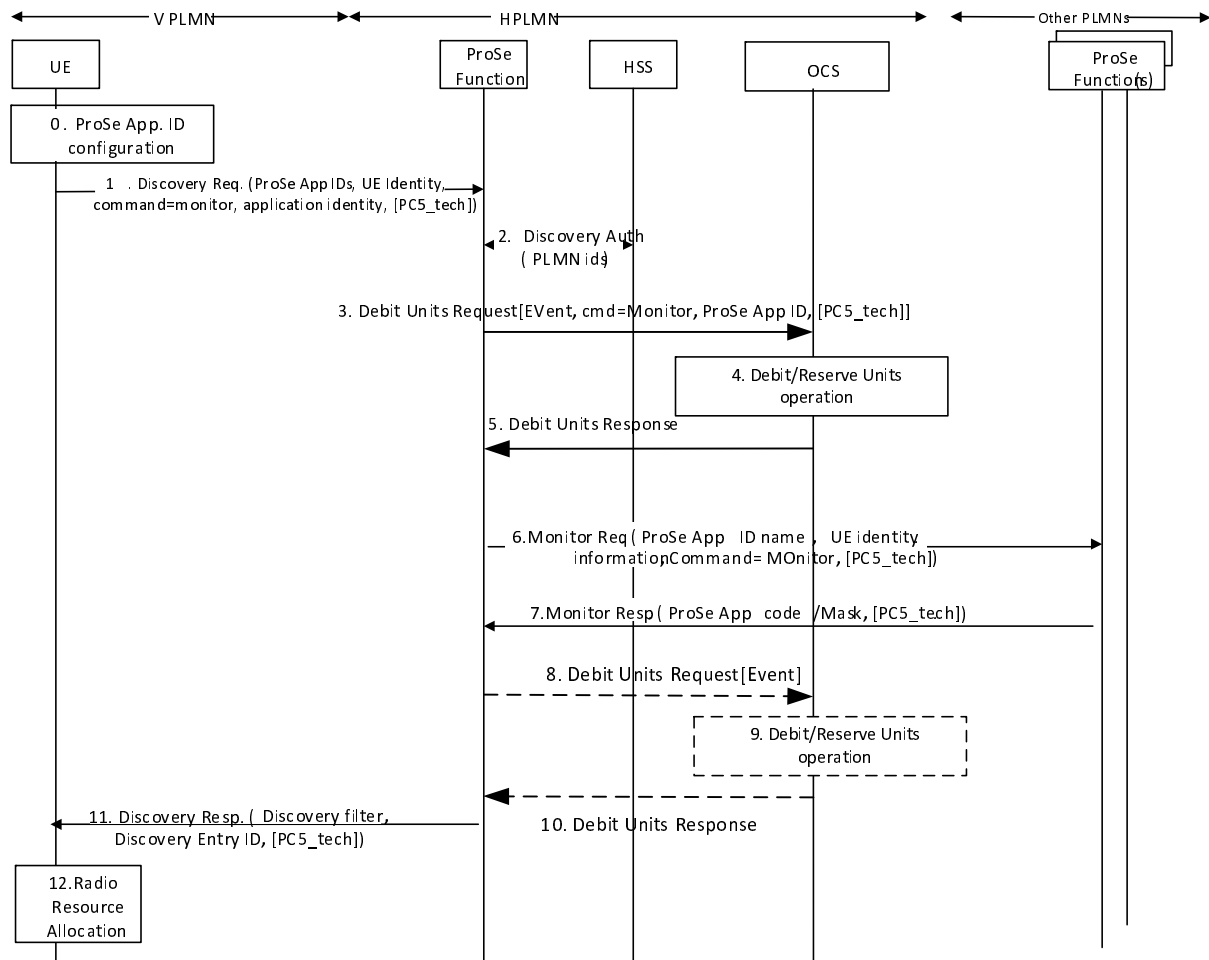 V PLMN
HPLMN
Other PLMNs
UE
ProSe
Function
HSS
OCS
ProSe
Function(s)
0. ProSe App. ID
configuration
1 . Discovery Req. (ProSe App IDs, UE Identity,
command=monitor, application identity, [PC5_tech])
2. Discovery Auth
( PLMN ids)
3. Debit Units Request[EVent, cmd=Monitor, ProSe App ID, [PC5_tech]]
4. Debit/Reserve Units
operation
5. Debit Units Response
6.Monitor Req ( ProSe App ID name , UE identity
information,Command= MOnitor, [PC5_tech])
7.Monitor Resp ( ProSe App code /Mask, [PC5_tech])
8. Debit Units Request[Event]
9. Debit/Reserve Units
operation
10. Debit Units Response
11. Discovery Resp. ( Discovery filter,
Discovery Entry ID, [PC5_tech])
12.Radio
Resource
Allocation